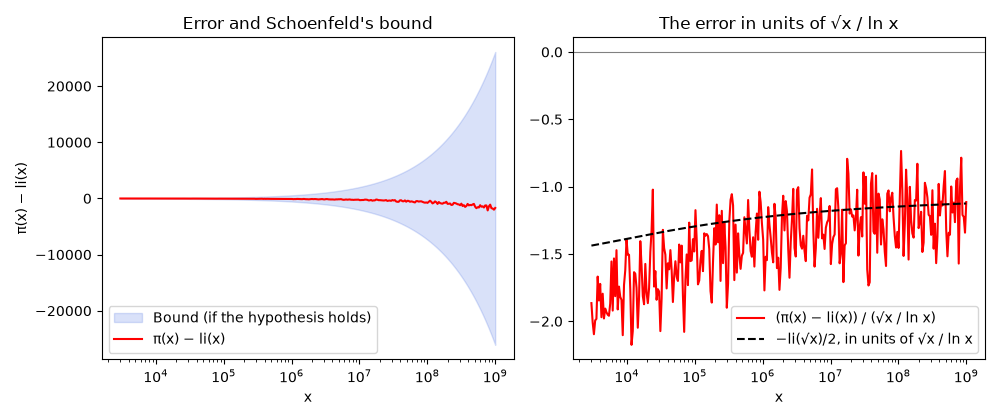 Error and Schoenfeld's bound
π(x) − li(x)
20000
10000
0
−10000
−20000
10⁴
10⁵
10⁶
10⁷
10⁸
10⁹
x
Bound (if the hypothesis holds)
π(x) − li(x)
The error in units of √x / ln x
0.0
−0.5
−1.0
−1.5
−2.0
10⁴
10⁵
10⁶
10⁷
10⁸
10⁹
x
(π(x) − li(x)) / (√x / ln x)
−li(√x)/2, in units of √x / ln x